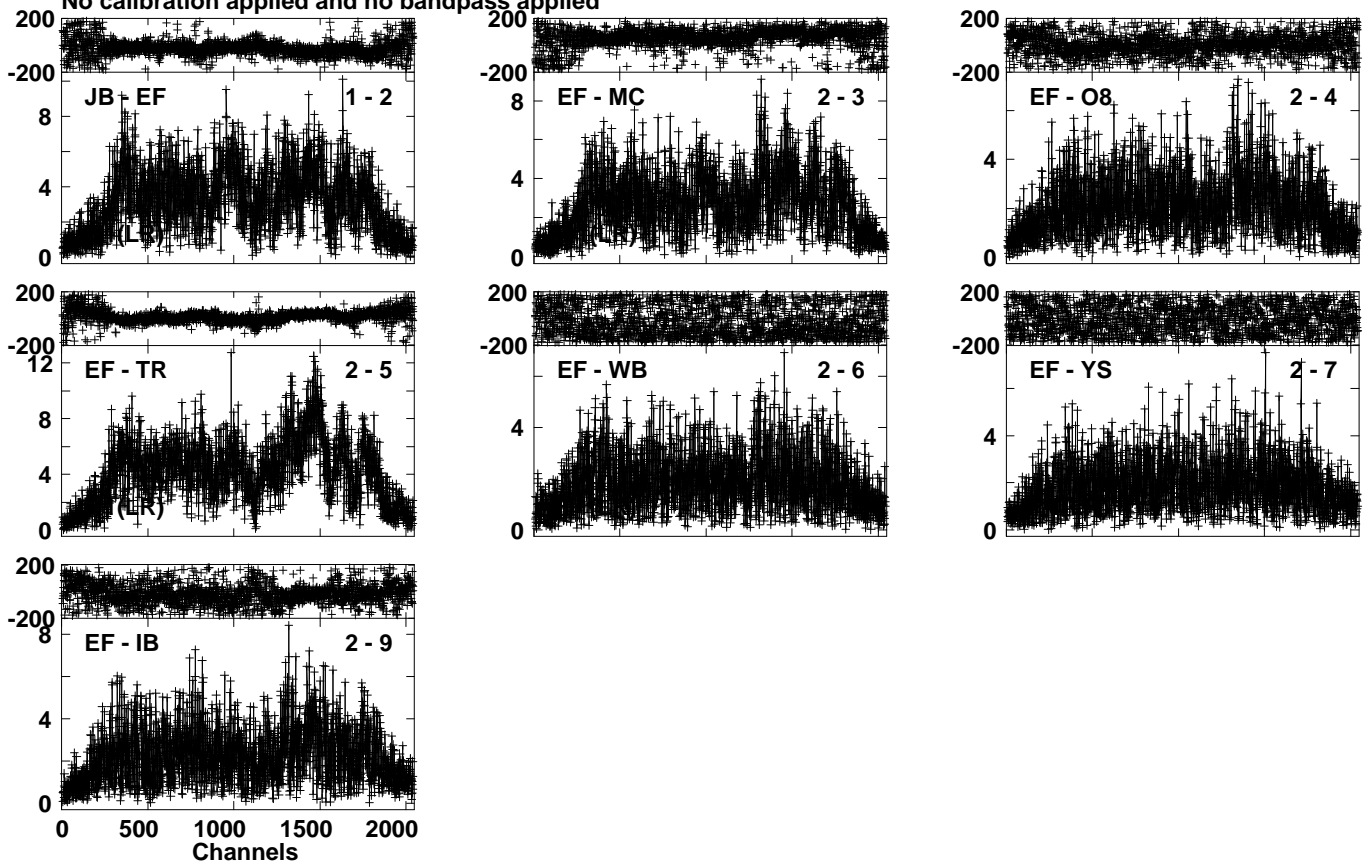 No calibration applied and no bandpass applied
200
-200
8
4
0
JB - EF 1 - 2
(LR)
200
-200
8
4
0
EF - MC 2 - 3
200
-200
4
0
EF - O8 2 - 4
200
-200
12
8
4
0
EF - TR 2 - 5
(LR)
200
-200
4
0
EF - WB 2 - 6
200
-200
4
0
EF - YS 2 - 7
200
-200
8
4
0
EF - IB 2 - 9
0 500 1000 1500 2000
Channels